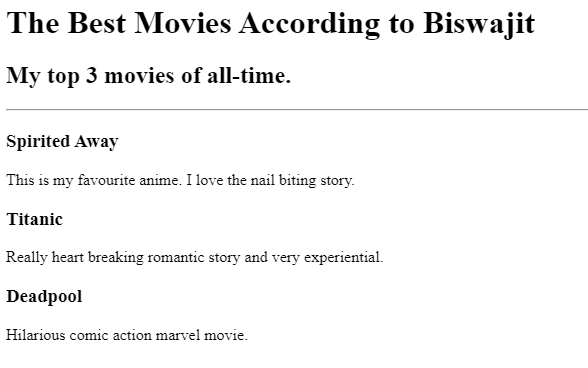 The Best Movies According to Biswajit
My top 3 movies of all-time.
Spirited Away
This is my favourite anime. I love the nail biting story.
Titanic
Really heart breaking romantic story and very experiential.
Deadpool
Hilarious comic action marvel movie.